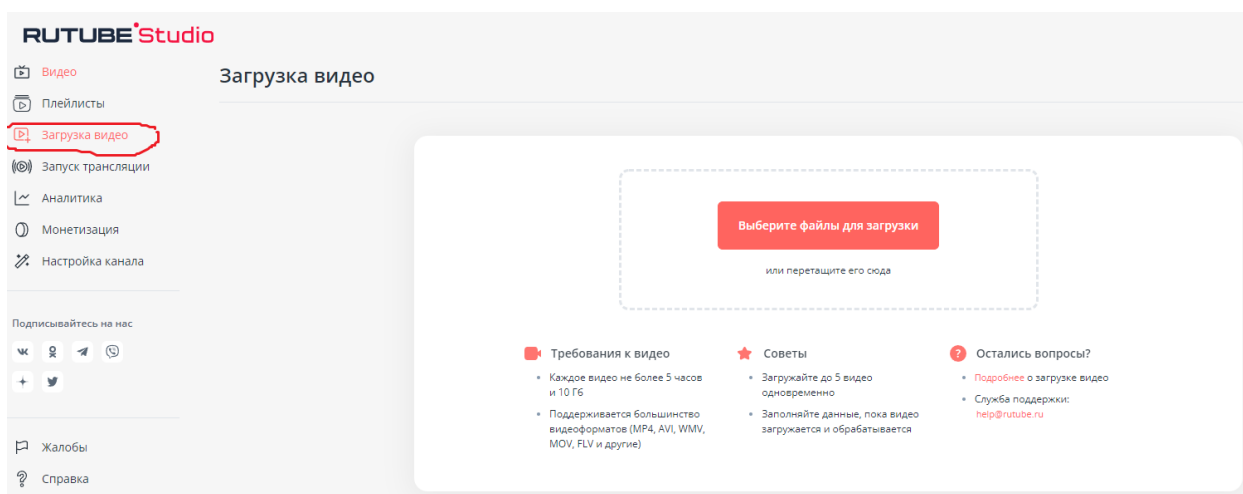 RUTUBE Studio
Видео
Плейлисты
Загрузка видео
Запуск трансляции
Аналитика
Монетизация
Настройка канала
Подписывайтесь на нас
Жалобы
Справка
Загрузка видео
Выберите файлы для загрузки
или перетащите его сюда
Требования к видео
Каждое видео не более 5 часов
и 10 Гб
Поддерживается большинство
видеоформатов (MP4, AVI, WMV,
MOV, FLV и другие)
Советы
Загружайте до 5 видео
одновременно
Заполняйте данные, пока видео
загружается и обрабатывается
Остались вопросы?
Подробнее о загрузке видео
Служба поддержки:
help@rutube.ru